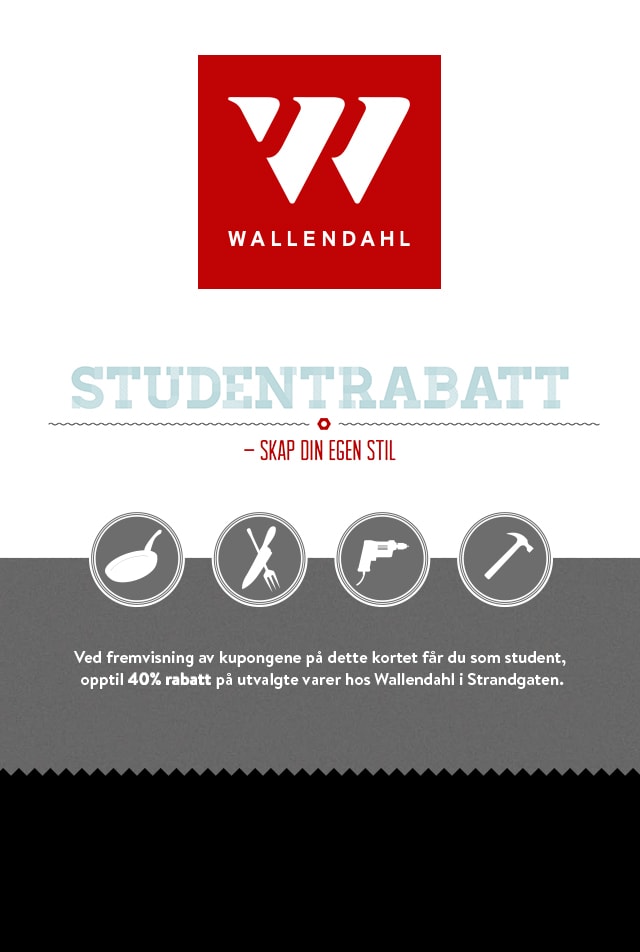 WALLENDAHL
STUDENTRABATT
– SKAP DIN EGEN STIL
Ved fremvisning av kupongene på dette kortet får du som student,
opptil 40% rabatt på utvalgte varer hos Wallendahl i Strandgaten.